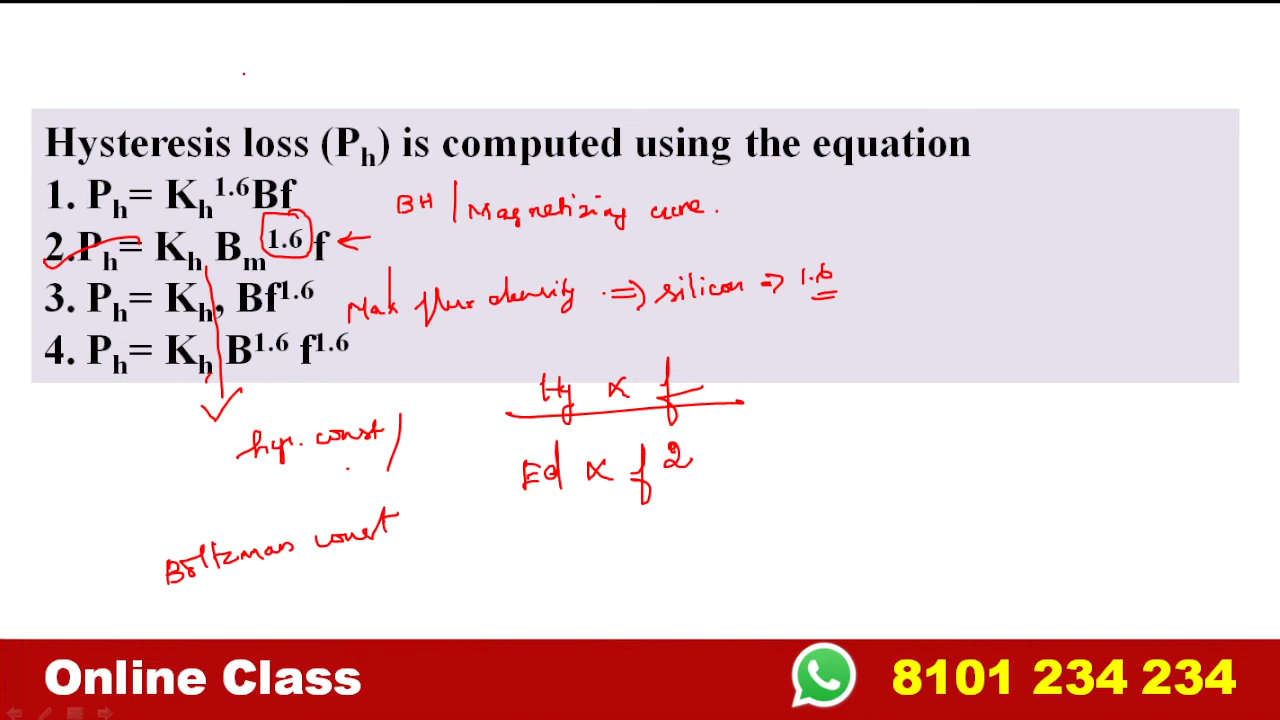 Hysteresis loss (Pₕ) is computed using the equation
1. Pₕ= Kₕ¹·⁶Bf
BH | Magnetizing curve.
2.Pₕ= Kₕ Bₘ¹·⁶ f
3. Pₕ= Kₕ, Bf¹·⁶
Max flux density ⇒ silicon ⇒ 1.6
4. Pₕ= Kₕ B¹·⁶ f¹·⁶
Hy ∝ f
hys. const /
Ed ∝ f²
Boltzman const
Online Class
8101 234 234